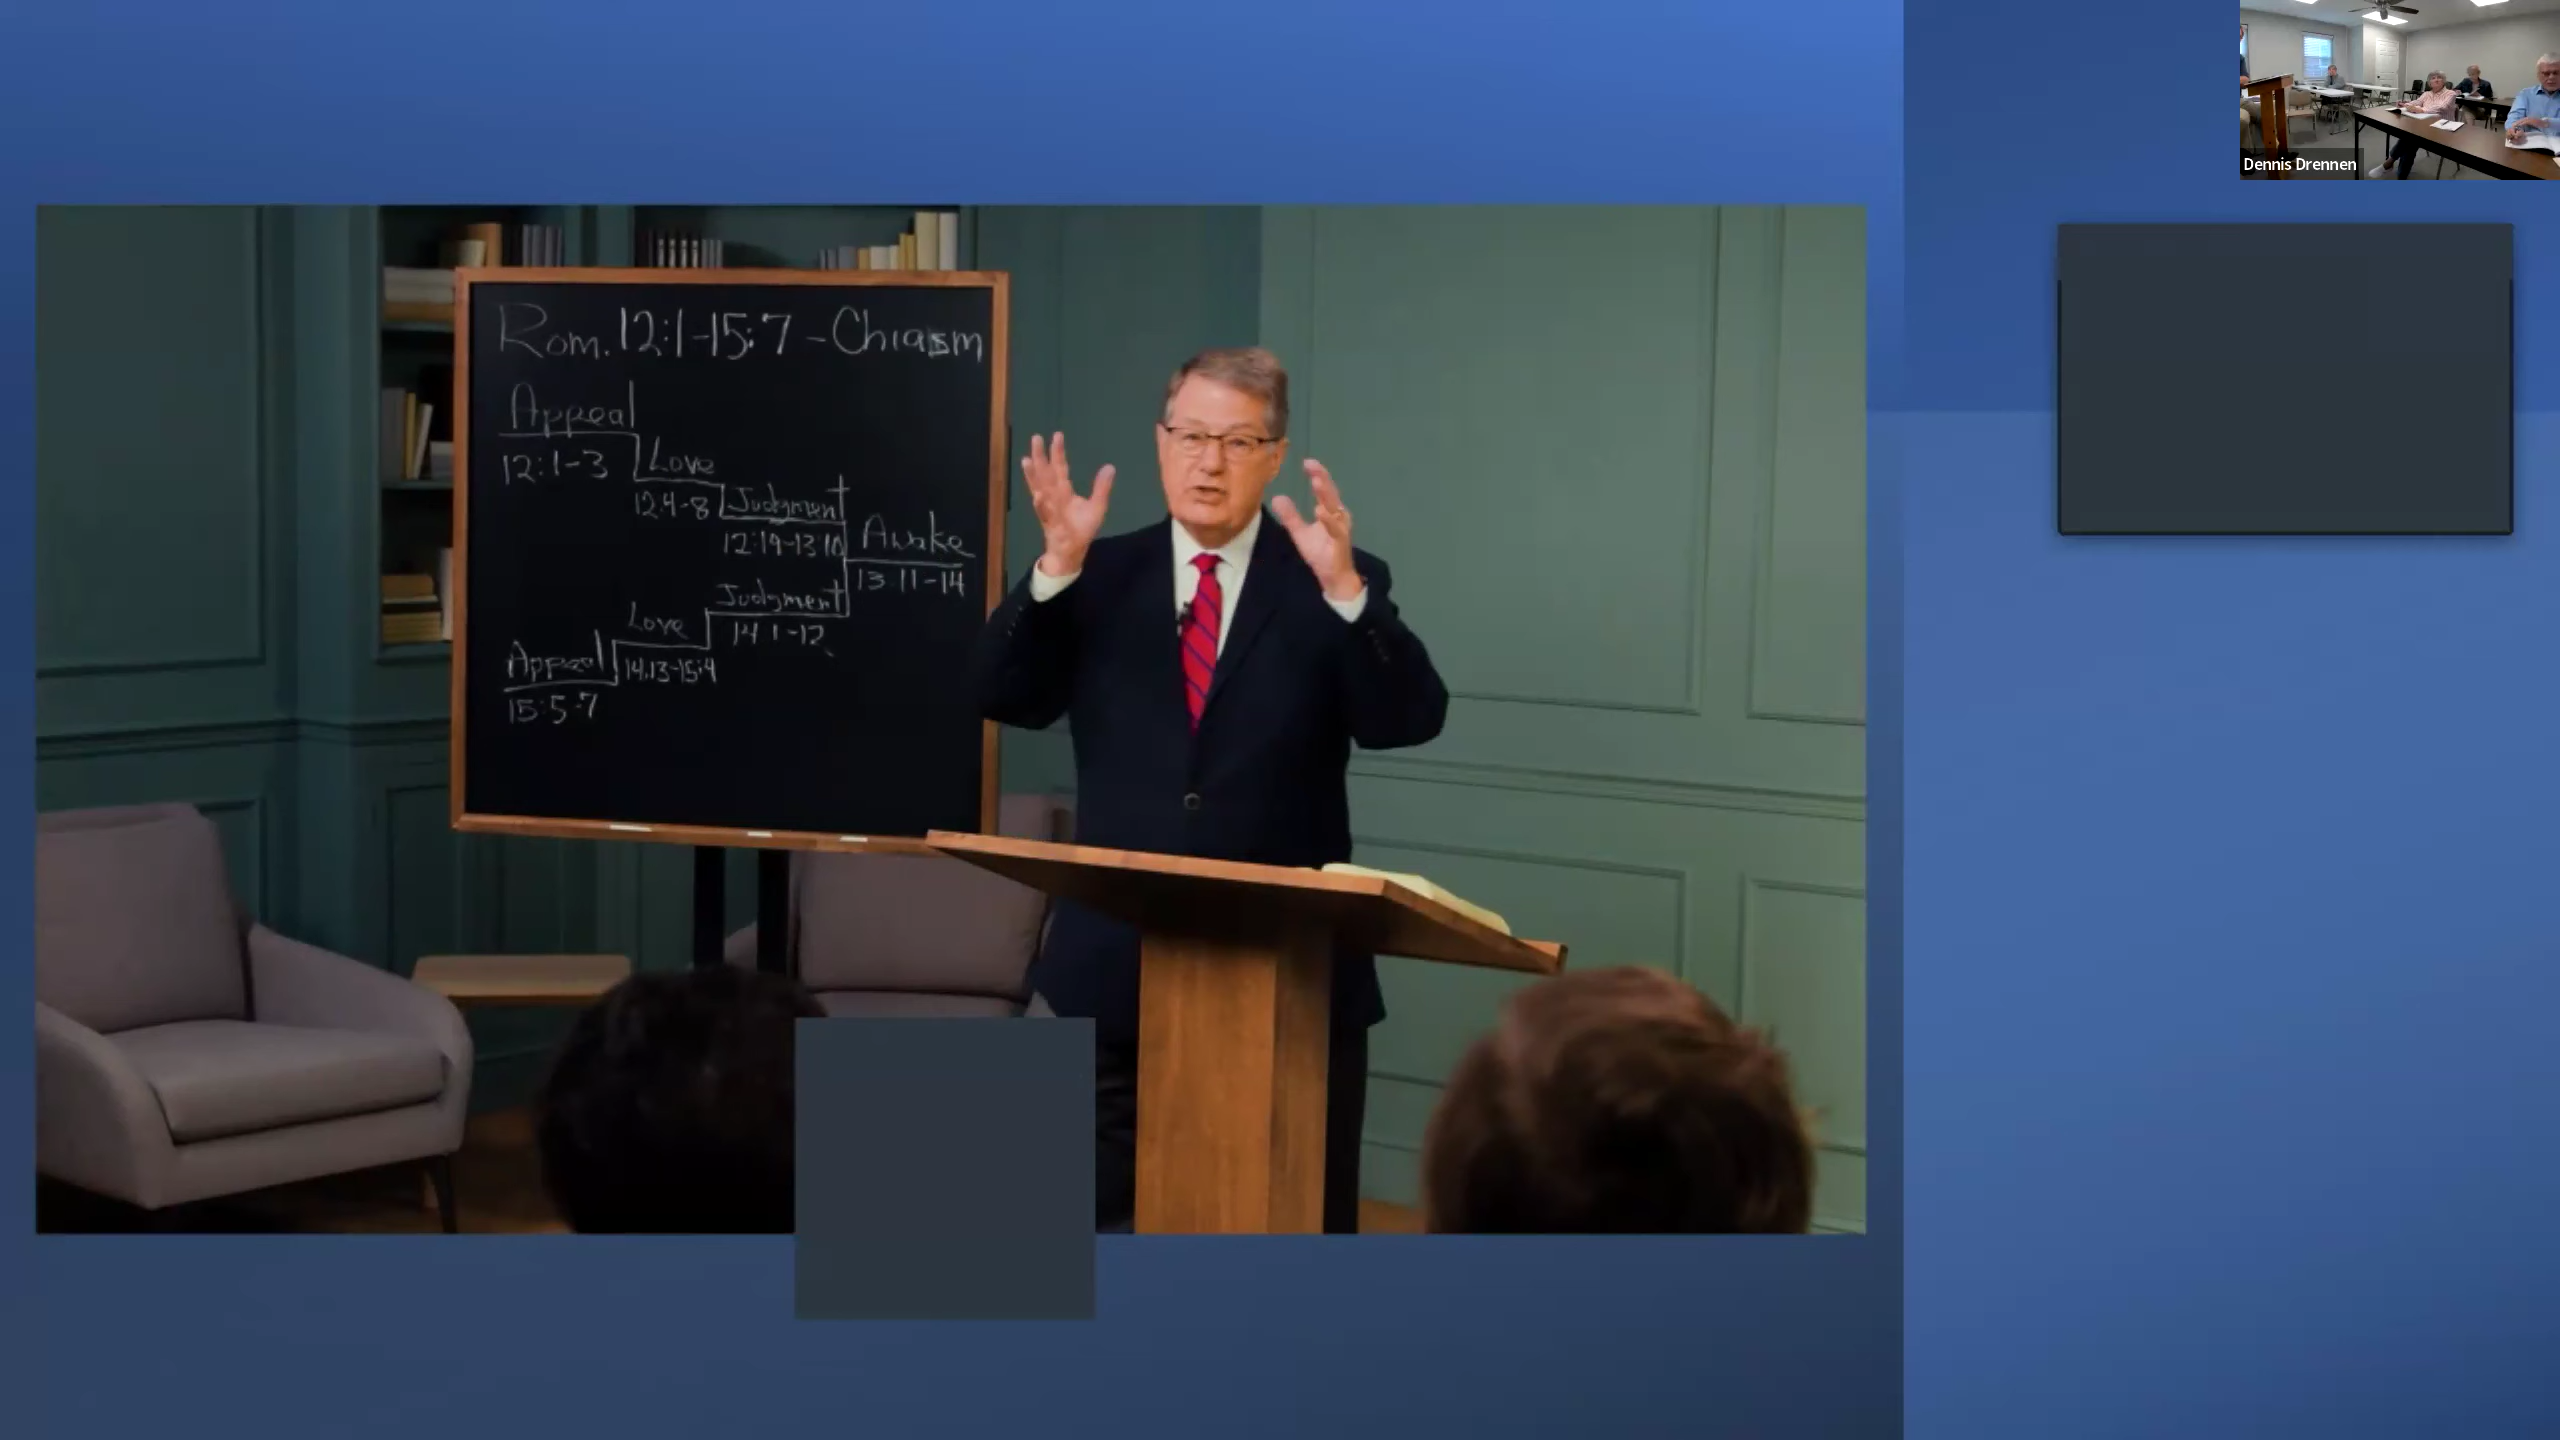 Rom. 12:1-15:7 - Chiasm
Appeal
12:1-3
Love
12:4-8
Judgment
12:14-13:10
Awake
13:11-14
Judgment
14:1-12
Love
14:13-15:4
Appeal
15:5-7
Dennis Drennen